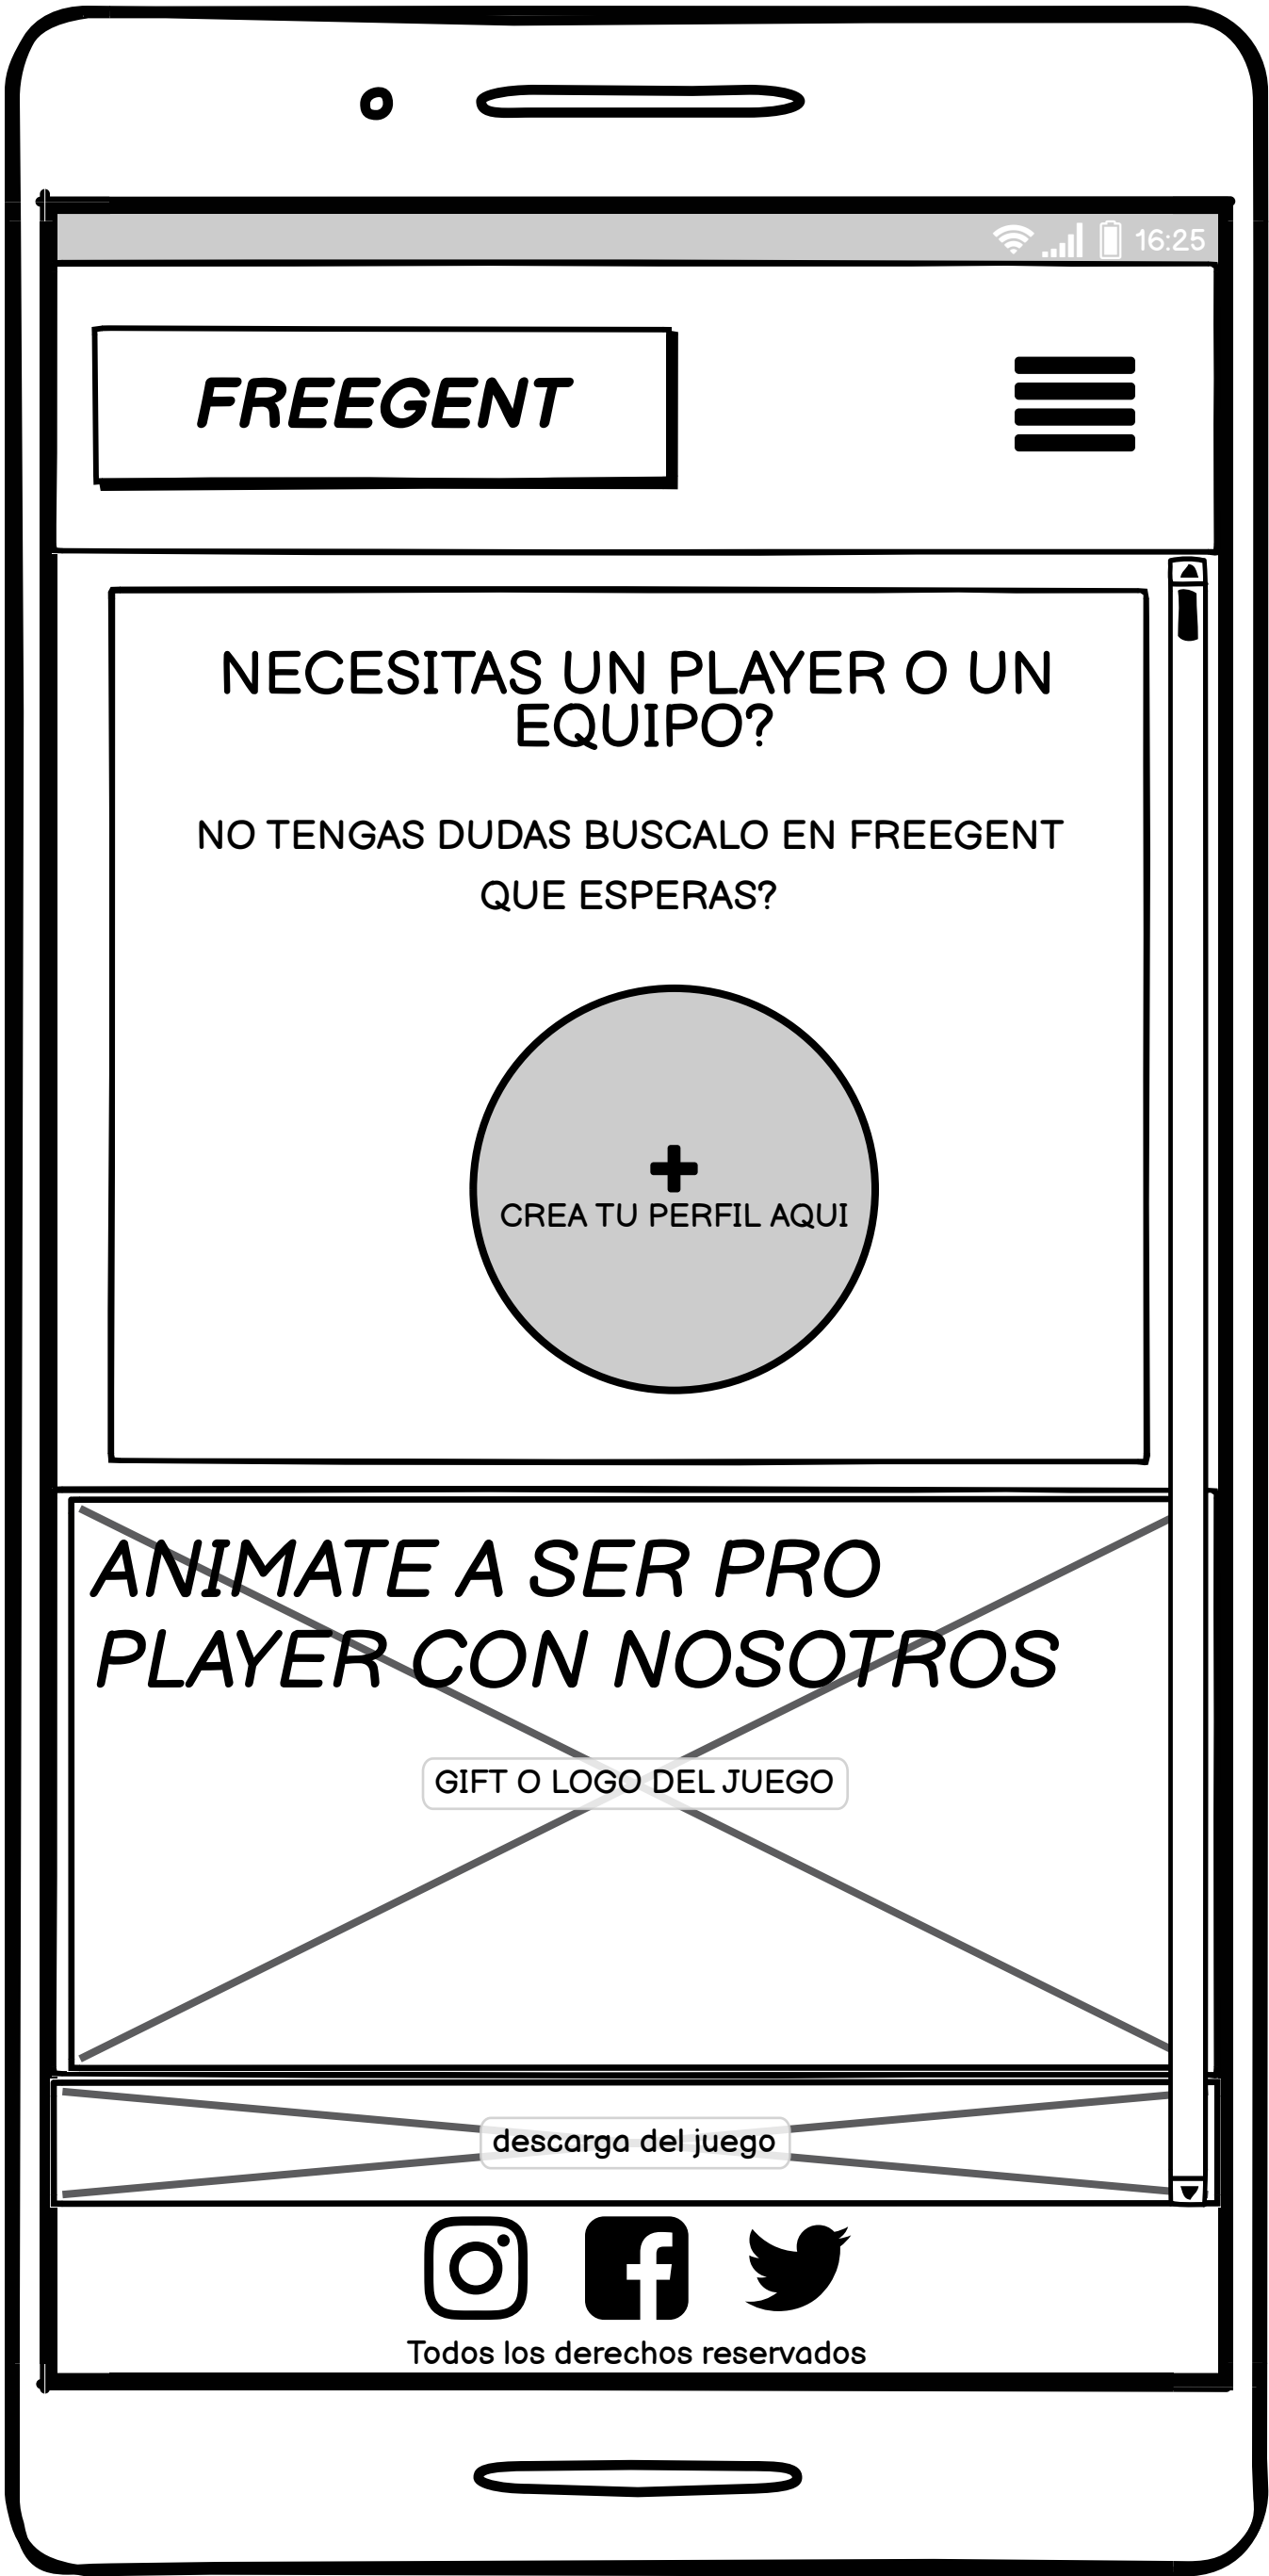 16:25
FREEGENT
NECESITAS UN PLAYER O UN
EQUIPO?
NO TENGAS DUDAS BUSCALO EN FREEGENT
QUE ESPERAS?
CREA TU PERFIL AQUI
ANIMATE A SER PRO
PLAYER CON NOSOTROS
GIFT O LOGO DEL JUEGO
descarga del juego
Todos los derechos reservados